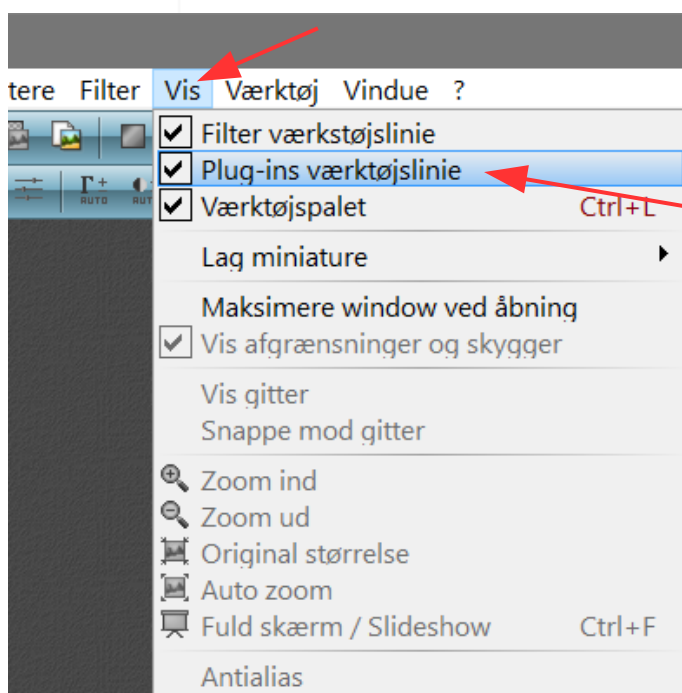 tere Filter Vis Værktøj Vindue ?
Filter værkstøjslinie
Γ+ AUTO
Plug-ins værktøjslinie
Værktøjspalet Ctrl+L
Lag miniature
Maksimere window ved åbning
Vis afgrænsninger og skygger
Vis gitter
Snappe mod gitter
Zoom ind
Zoom ud
Original størrelse
Auto zoom
Fuld skærm / Slideshow Ctrl+F
Antialias